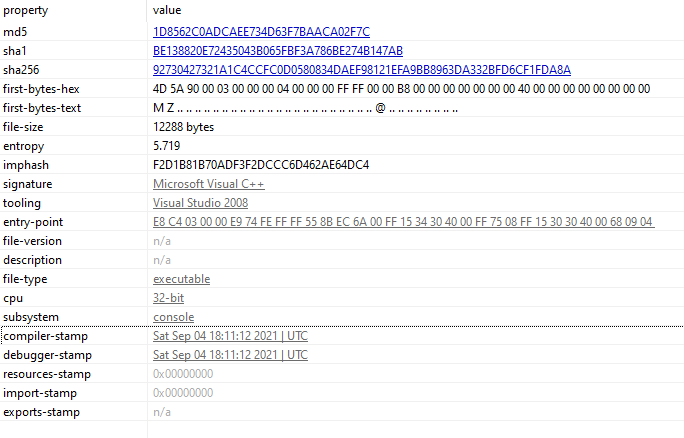 property value
md5 1D8562C0ADCAEE734D63F7BAACA02F7C
sha1 BE138820E72435043B065FBF3A786BE274B147AB
sha256 92730427321A1C4CCFC0D0580834DAEF98121EFA9BB8963DA332BFD6CF1FDA8A
first-bytes-hex 4D 5A 90 00 03 00 00 00 04 00 00 00 FF FF 00 00 B8 00 00 00 00 00 00 00 40 00 00 00 00 00 00 00
first-bytes-text M Z .. .. .. .. .. .. .. .. .. .. .. .. .. .. .. .. .. .. .. .. .. .. @ .. .. .. .. .. .. ..
file-size 12288 bytes
entropy 5.719
imphash F2D1B81B70ADF3F2DCCC6D462AE64DC4
signature Microsoft Visual C++
tooling Visual Studio 2008
entry-point E8 C4 03 00 00 E9 74 FE FF FF 55 8B EC 6A 00 FF 15 34 30 40 00 FF 75 08 FF 15 30 30 40 00 68 09 04
file-version n/a
description n/a
file-type executable
cpu 32-bit
subsystem console
compiler-stamp Sat Sep 04 18:11:12 2021 | UTC
debugger-stamp Sat Sep 04 18:11:12 2021 | UTC
resources-stamp 0x00000000
import-stamp 0x00000000
exports-stamp n/a